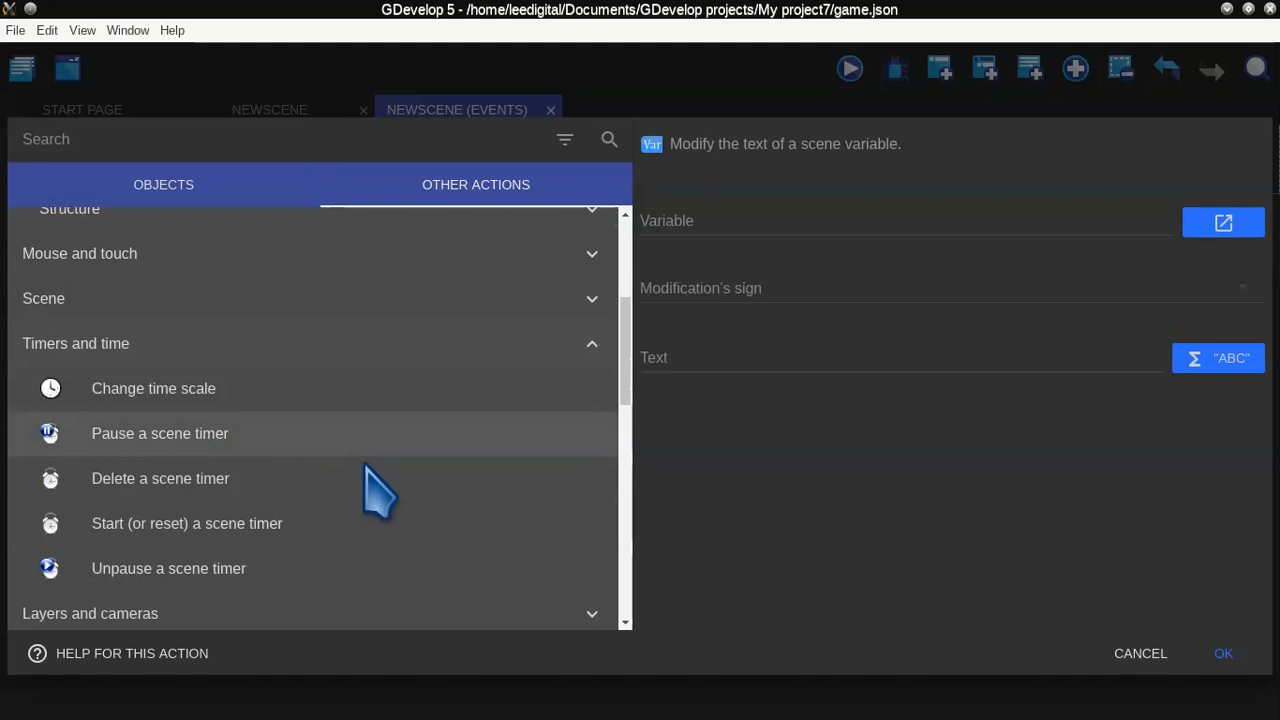 GDevelop 5 - /home/leedigital/Documents/GDevelop projects/My project7/game.json
File Edit View Window Help
START PAGE NEWSCENE × NEWSCENE (EVENTS) ×
Search
OBJECTS OTHER ACTIONS
Structure
Mouse and touch
Scene
Timers and time
Change time scale
Pause a scene timer
Delete a scene timer
Start (or reset) a scene timer
Unpause a scene timer
Layers and cameras
Var Modify the text of a scene variable.
Variable
Modification's sign
Text Σ "ABC"
HELP FOR THIS ACTION
CANCEL OK